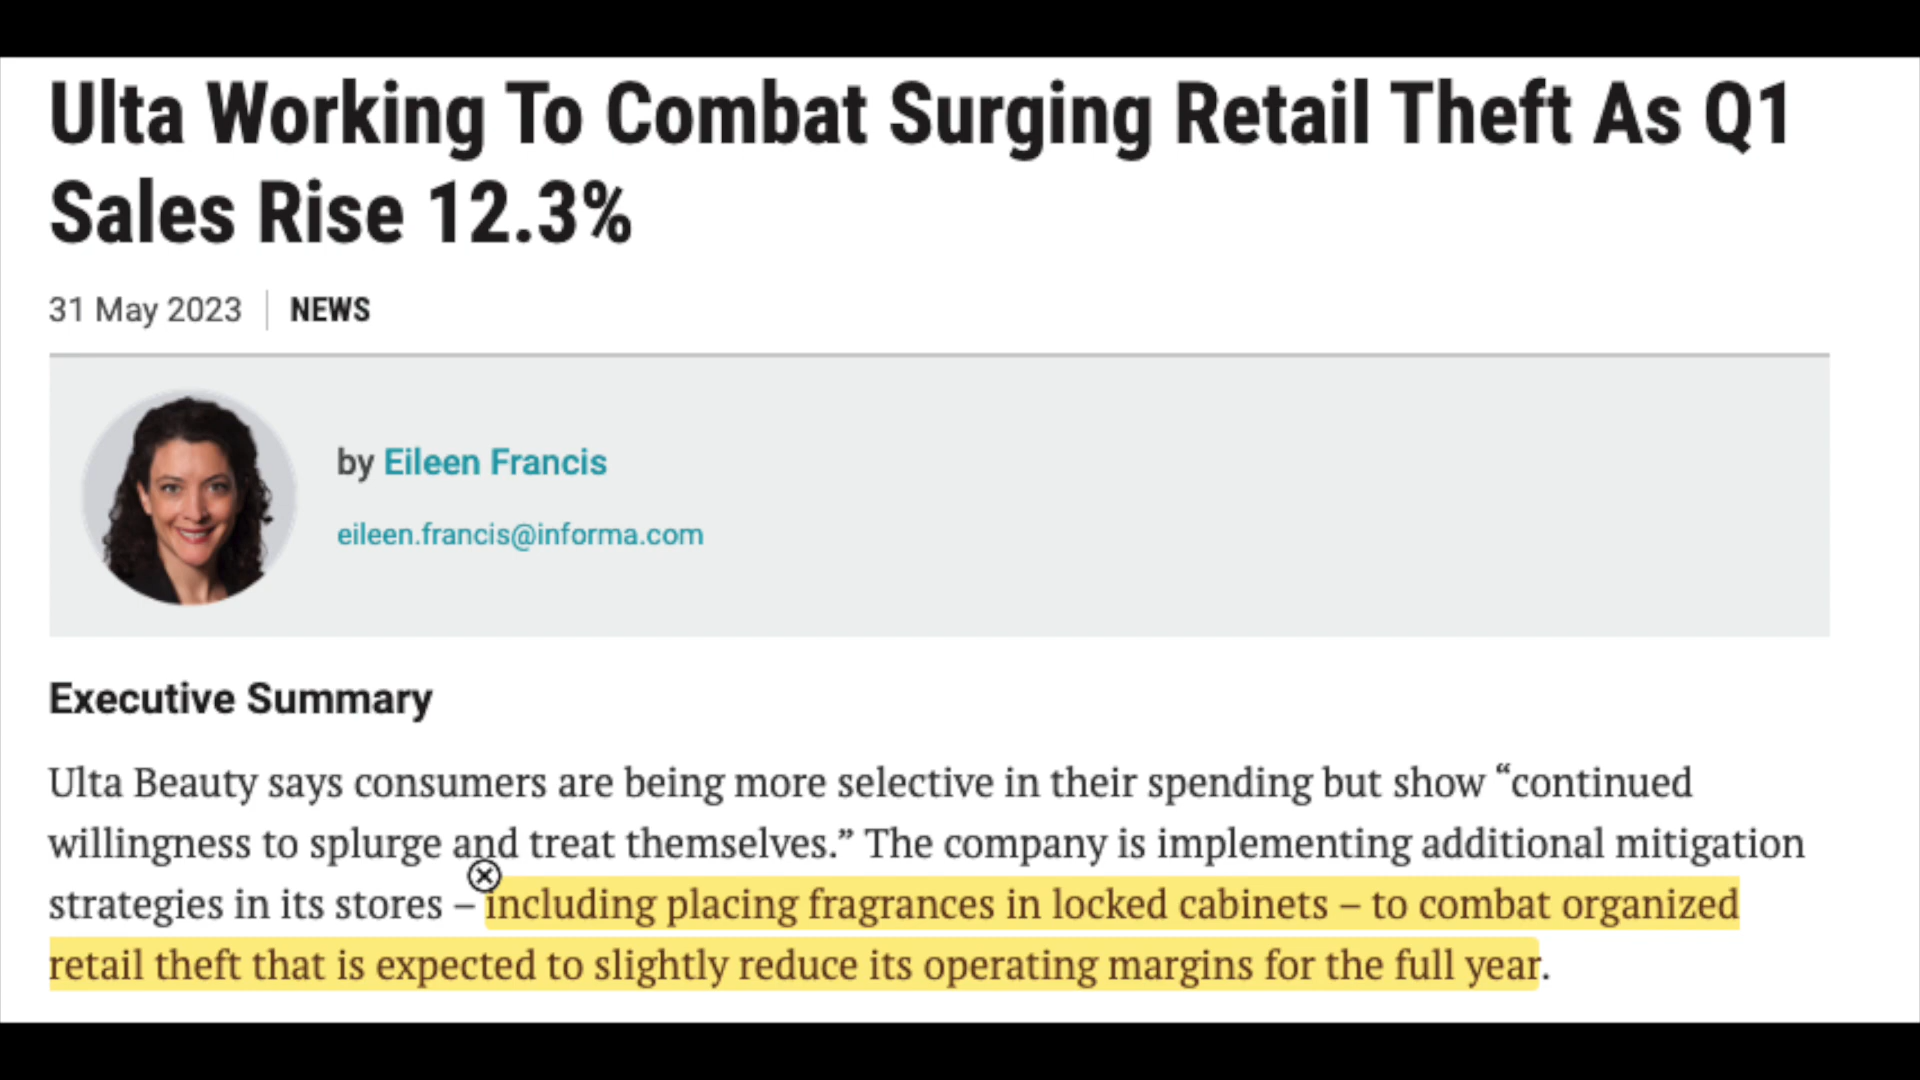 Ulta Working To Combat Surging Retail Theft As Q1
Sales Rise 12.3%
31 May 2023 NEWS
by Eileen Francis
eileen.francis@informa.com
Executive Summary
Ulta Beauty says consumers are being more selective in their spending but show “continued
willingness to splurge and treat themselves.” The company is implementing additional mitigation
strategies in its stores – including placing fragrances in locked cabinets – to combat organized
retail theft that is expected to slightly reduce its operating margins for the full year.